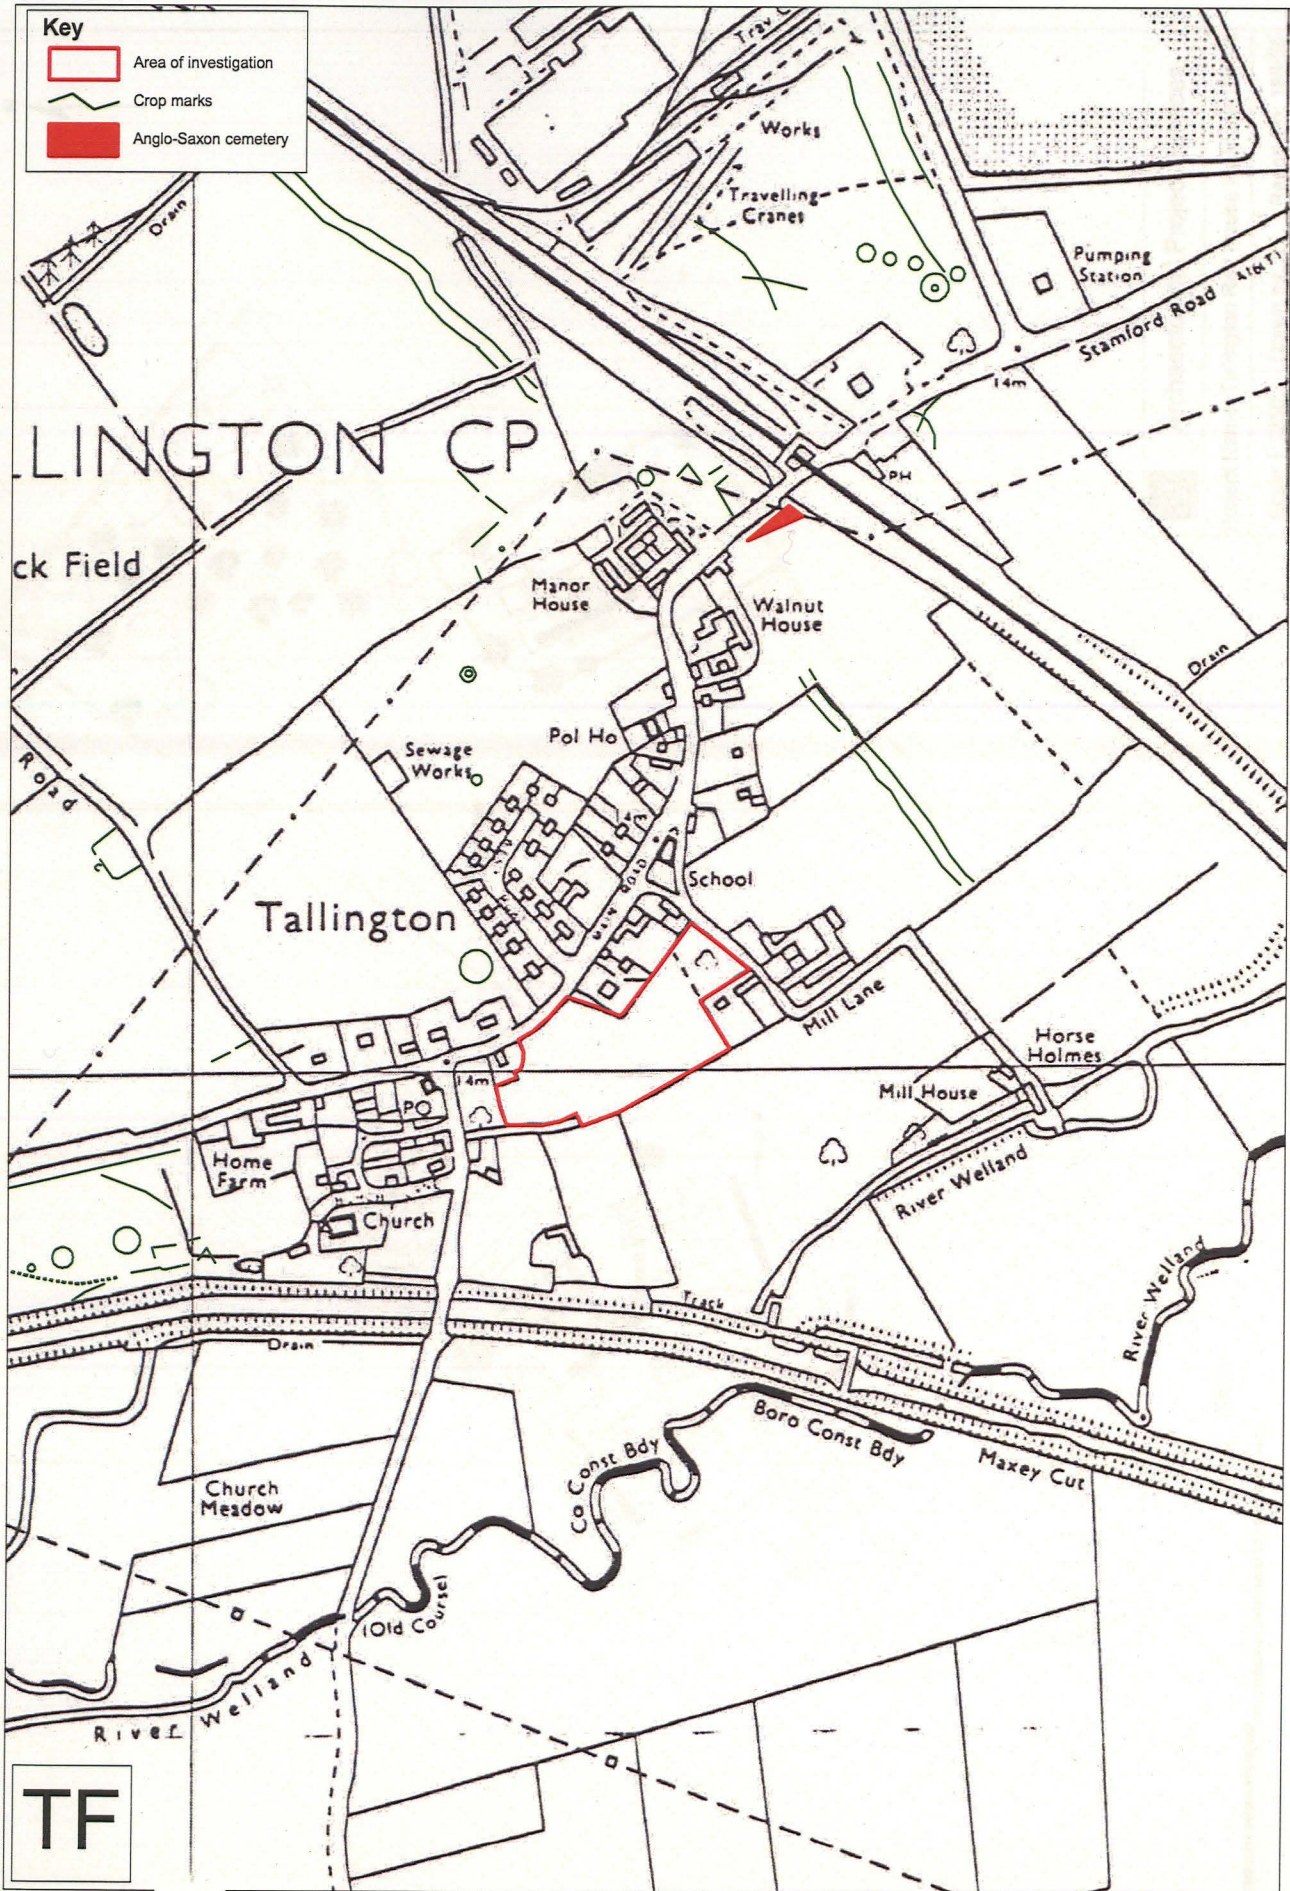 Key
Area of investigation
Crop marks
Anglo-Saxon cemetery
Works
Travelling
Cranes
Drain
Pumping
Station
Stamford Road
14m
LLINGTON CP
PH
ck Field
Manor
House
Walnut
House
Drain
Pol Ho
Sewage
Works
Road
MAIN ROAD
School
Tallington
Mill Lane
Horse
Holmes
14m
Mill House
PO
Home
Farm
River Welland
Church
River Welland
Track
Drain
Boro Const Bdy
Co Const Bdy
Maxey Cut
Church
Meadow
(Old Course)
River Welland
TF